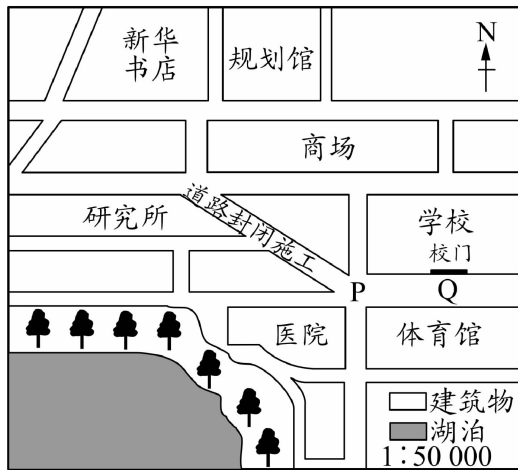 新华
书店
规划馆
N
商场
道路封闭施工
研究所
学校
校门
P
Q
医院
体育馆
建筑物
湖泊
1∶50 000